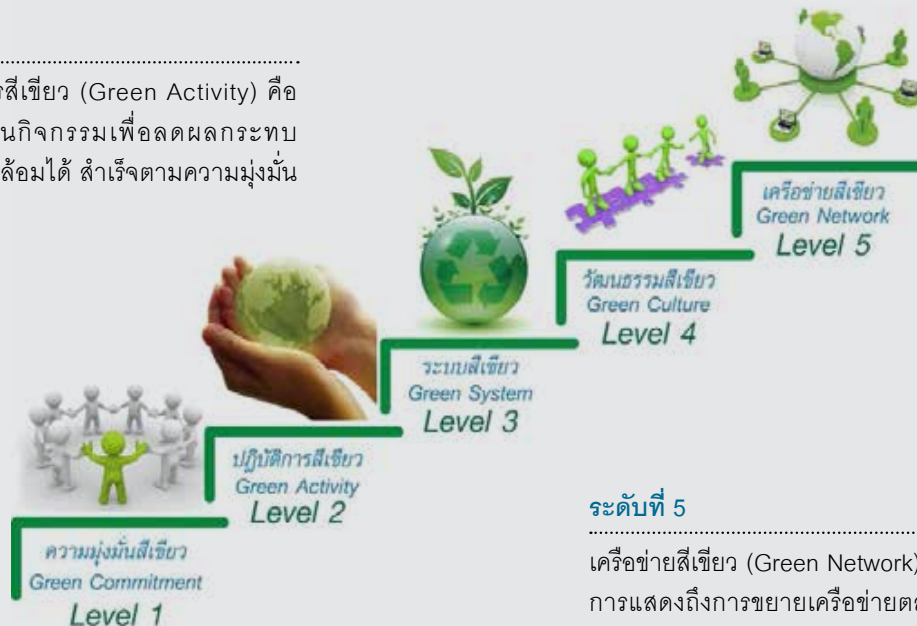 รสีเขียว (Green Activity) คือ
นกิจกรรมเพื่อลดผลกระทบ
ล้อมได้ สำเร็จตามความมุ่งมั่น
เครือข่ายสีเขียว
Green Network
Level 5
วัฒนธรรมสีเขียว
Green Culture
Level 4
ระบบสีเขียว
Green System
Level 3
ปฏิบัติการสีเขียว
Green Activity
Level 2
ความมุ่งมั่นสีเขียว
Green Commitment
Level 1
ระดับที่ 5
เครือข่ายสีเขียว (Green Network)
การแสดงถึงการขยายเครือข่ายตล